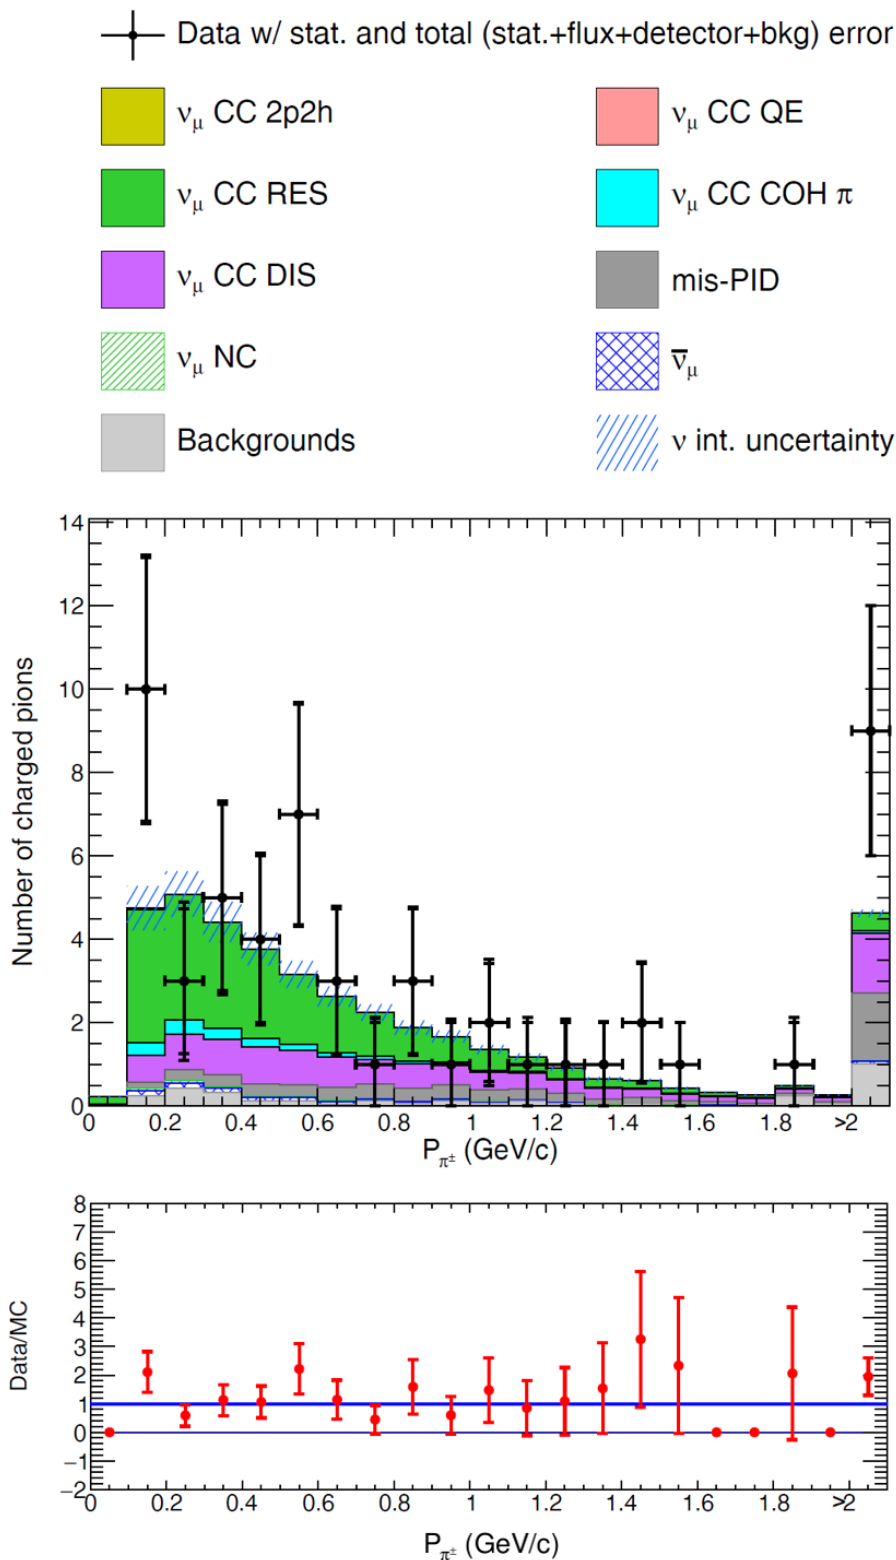 Data w/ stat. and total (stat.+flux+detector+bkg) error
νμ CC 2p2h
νμ CC QE
νμ CC RES
νμ CC COH π
νμ CC DIS
mis-PID
νμ NC
ν̄μ
Backgrounds
ν int. uncertainty
Number of charged pions
14
12
10
8
6
4
2
0
0 0.2 0.4 0.6 0.8 1 1.2 1.4 1.6 1.8 >2
Pπ± (GeV/c)
Data/MC
8
7
6
5
4
3
2
1
0
−1
−2
0 0.2 0.4 0.6 0.8 1 1.2 1.4 1.6 1.8 >2
Pπ± (GeV/c)